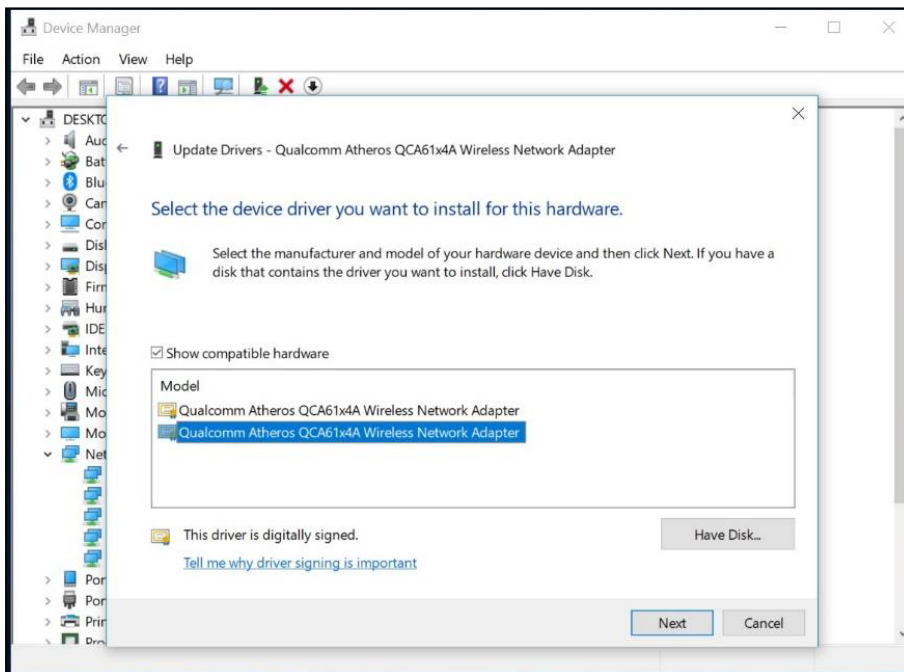 Device Manager
File Action View Help
DESKTO
Update Drivers - Qualcomm Atheros QCA61x4A Wireless Network Adapter
Select the device driver you want to install for this hardware.
Select the manufacturer and model of your hardware device and then click Next. If you have a
disk that contains the driver you want to install, click Have Disk.
Show compatible hardware
Model
Qualcomm Atheros QCA61x4A Wireless Network Adapter
Qualcomm Atheros QCA61x4A Wireless Network Adapter
This driver is digitally signed.
Have Disk...
Tell me why driver signing is important
Next
Cancel
Aud
Bat
Blu
Car
Cor
Disl
Disp
Firn
Hur
IDE
Inte
Key
Mic
Mo
Mo
Net
Por
Por
Prin